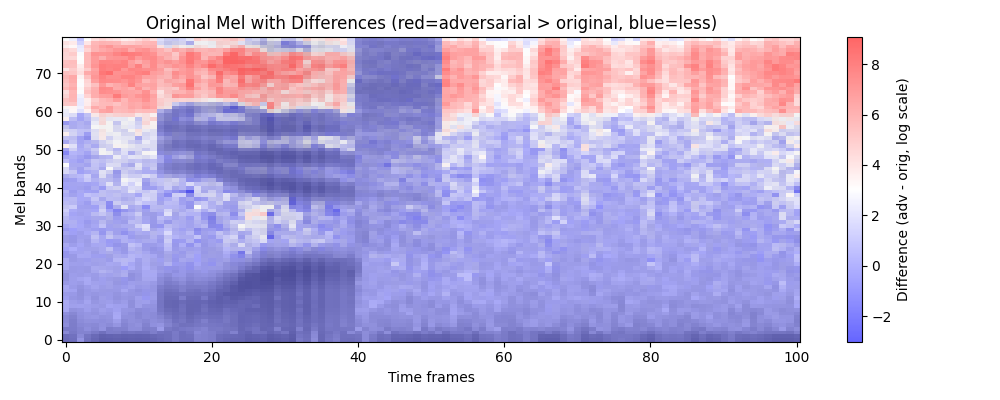 Original Mel with Differences (red=adversarial > original, blue=less)
Mel bands
70
60
50
40
30
20
10
0
0 20 40 60 80 100
Time frames
8
6
4
2
0
−2
Difference (adv - orig, log scale)